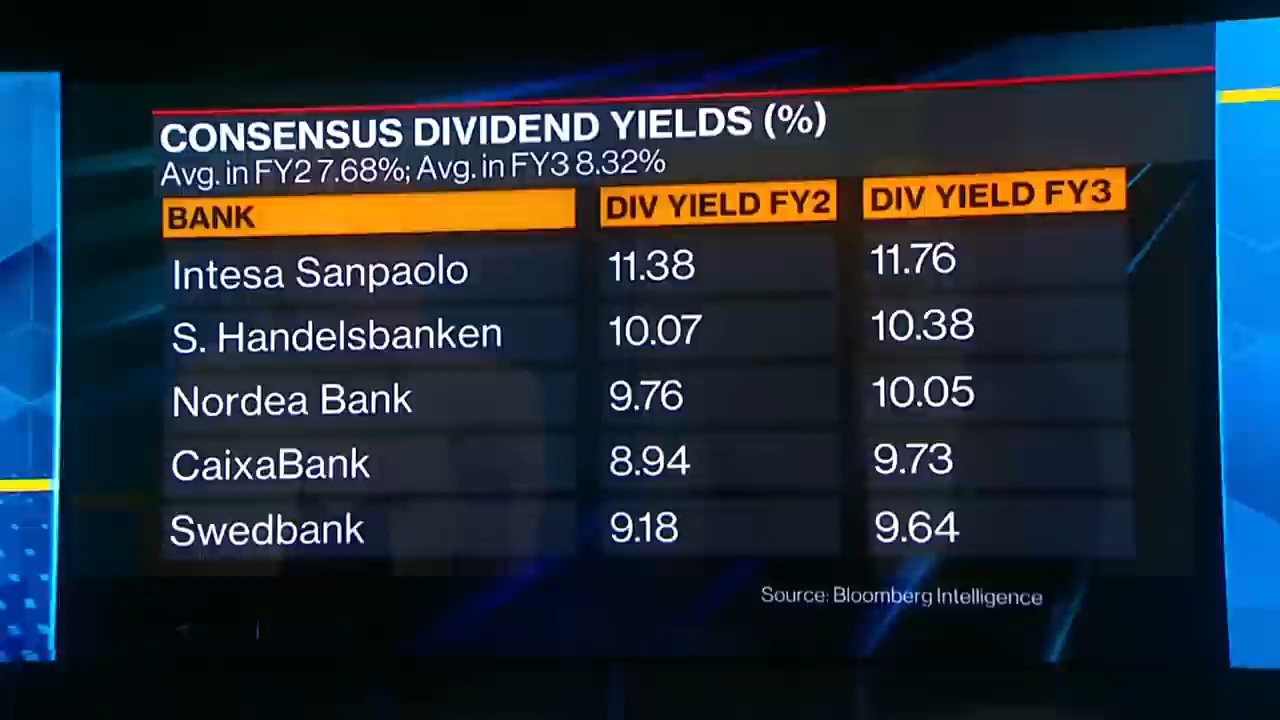 CONSENSUS DIVIDEND YIELDS (%)
Avg. in FY2 7.68%; Avg. in FY3 8.32%
BANK DIV YIELD FY2 DIV YIELD FY3
Intesa Sanpaolo 11.38 11.76
S. Handelsbanken 10.07 10.38
Nordea Bank 9.76 10.05
CaixaBank 8.94 9.73
Swedbank 9.18 9.64
Source: Bloomberg Intelligence